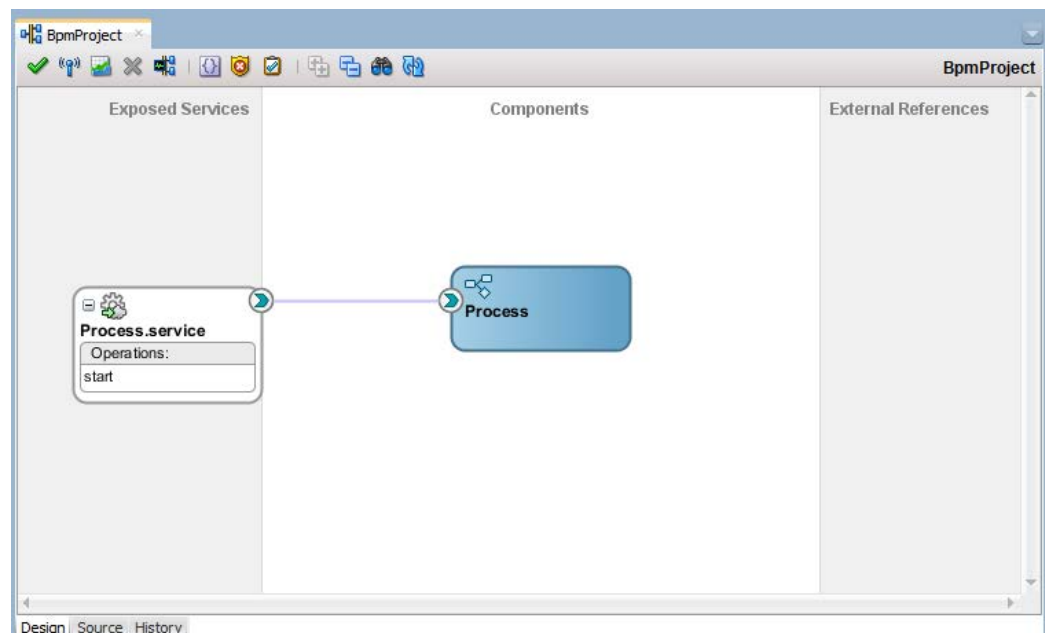 BpmProject
BpmProject
Exposed Services
Components
External References
Process.service
Operations:
start
Process
Design Source History